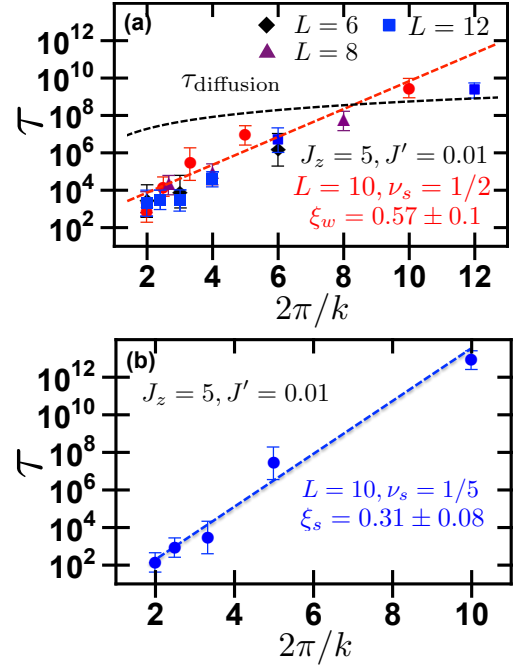 (a)
◆ L = 6 ■ L = 12
▲ L = 8
10^12
10^10
10^8
10^6
10^4
10^2
τ
τ_diffusion
J_z = 5, J′ = 0.01
L = 10, ν_s = 1/2
ξ_w = 0.57 ± 0.1
2 4 6 8 10 12
2π/k
(b)
10^12
10^10
10^8
10^6
10^4
10^2
τ
J_z = 5, J′ = 0.01
L = 10, ν_s = 1/5
ξ_s = 0.31 ± 0.08
2 4 6 8 10
2π/k